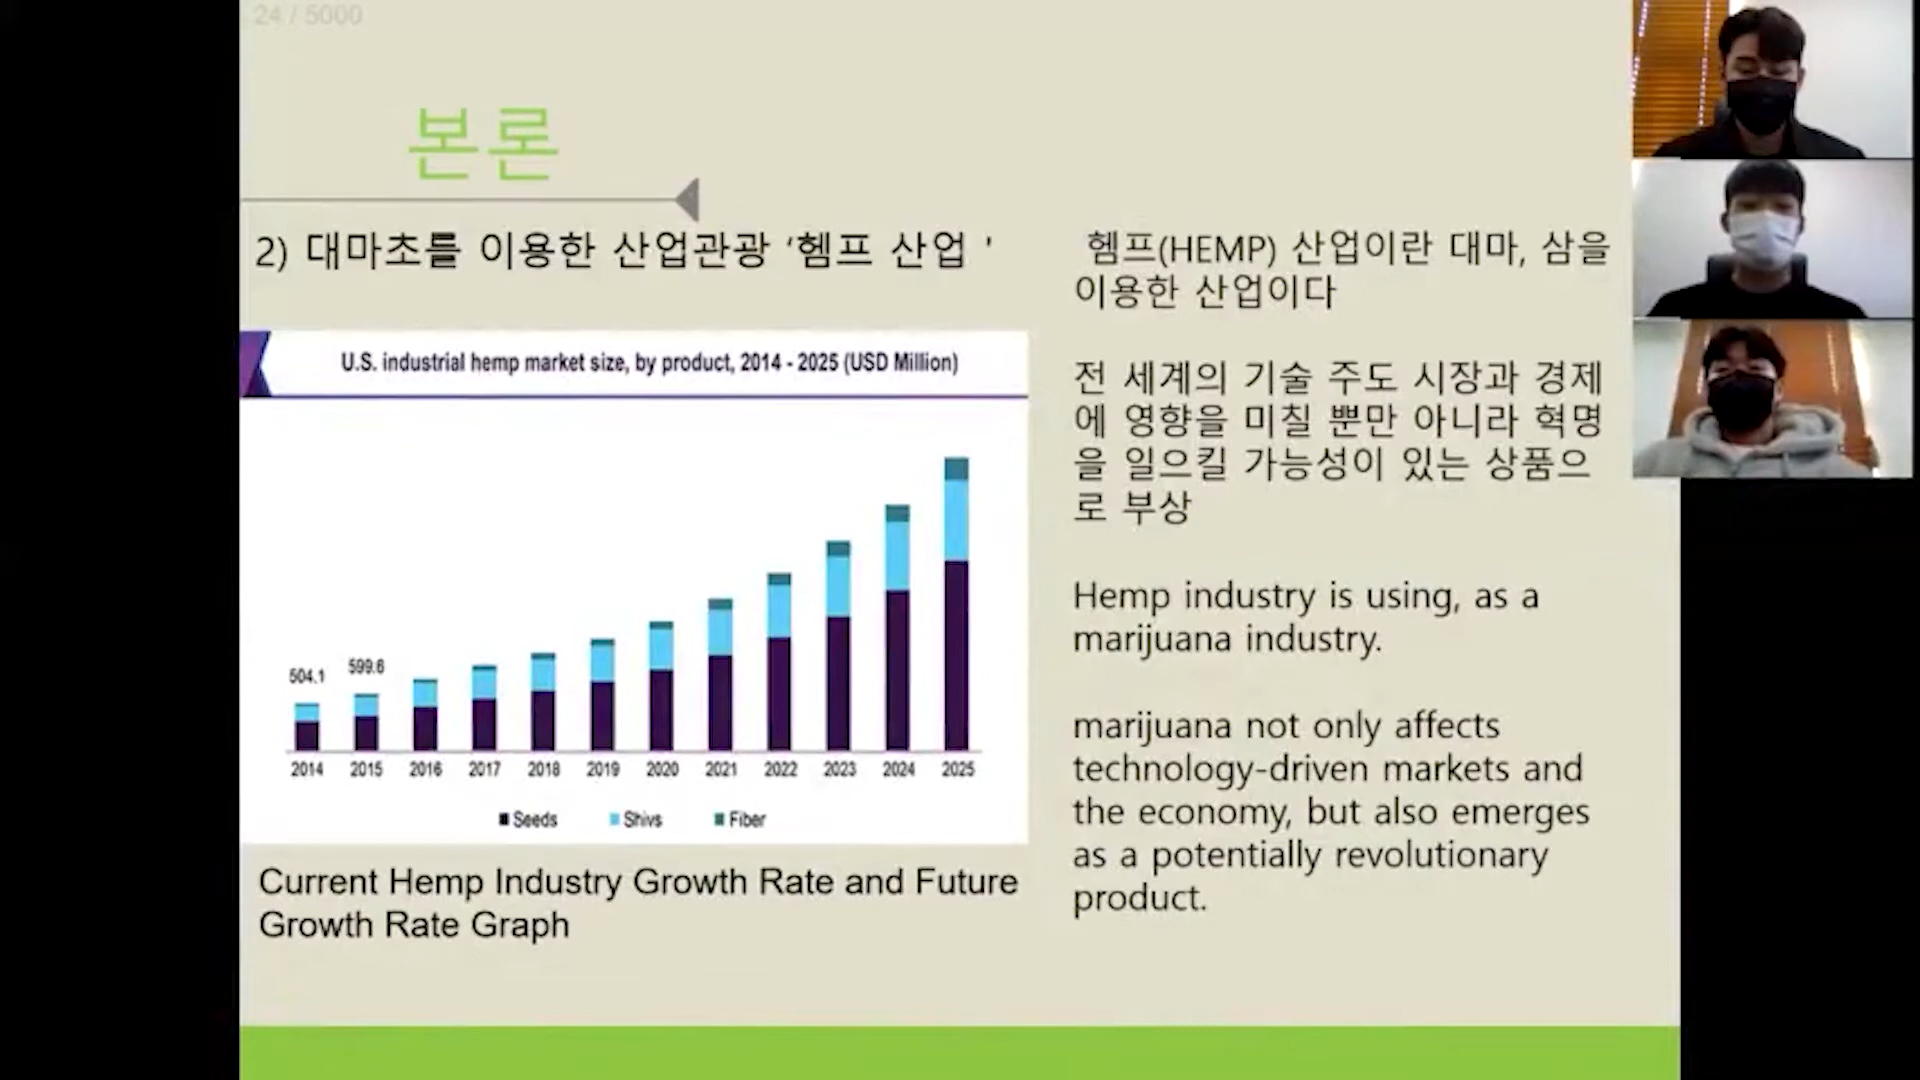 24 / 5000
본론
2) 대마초를 이용한 산업관광 ‘헴프 산업 '
U.S. industrial hemp market size, by product, 2014 - 2025 (USD Million)
504.1
599.6
2014 2015 2016 2017 2018 2019 2020 2021 2022 2023 2024 2025
Seeds Shivs Fiber
Current Hemp Industry Growth Rate and Future
Growth Rate Graph
헴프(HEMP) 산업이란 대마, 삼을
이용한 산업이다
전 세계의 기술 주도 시장과 경제
에 영향을 미칠 뿐만 아니라 혁명
을 일으킬 가능성이 있는 상품으
로 부상
Hemp industry is using, as a
marijuana industry.
marijuana not only affects
technology-driven markets and
the economy, but also emerges
as a potentially revolutionary
product.